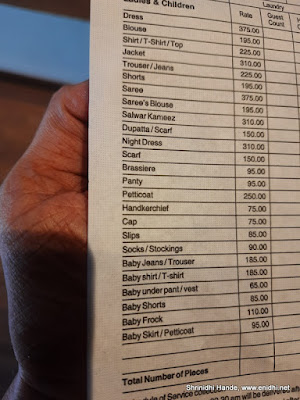 Ladies & Children
Laundry
Rate Guest Count
Dress 375.00
Blouse 195.00
Shirt / T-Shirt / Top 225.00
Jacket 310.00
Trouser / Jeans 225.00
Shorts 195.00
Saree 375.00
Saree's Blouse 195.00
Salwar Kameez 310.00
Dupatta / Scarf 150.00
Night Dress 310.00
Scarf 150.00
Brassiere 95.00
Panty 95.00
Petticoat 250.00
Handkerchief 75.00
Cap 75.00
Slips 85.00
Socks / Stockings 90.00
Baby Jeans / Trouser 185.00
Baby shirt / T-shirt 185.00
Baby under pant / vest 65.00
Baby Shorts 85.00
Baby Frock 110.00
Baby Skirt / Petticoat 95.00
Total Number of Pieces
of Service will be
Shrinidhi Hande, www.enidhi.net